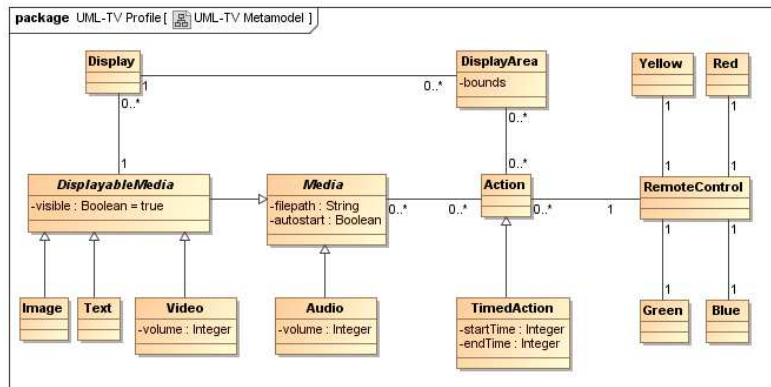 package UML-TV Profile [ UML-TV Metamodel ]
Display
DisplayArea
-bounds
Yellow
Red
1
0..*
0..*
0..*
1
1
1
0..*
1
1
1
DisplayableMedia
-visible : Boolean = true
Media
-filepath : String
-autostart : Boolean
Action
RemoteControl
0..*
0..*
0..*
1
1
1
Image
Text
Video
-volume : Integer
Audio
-volume : Integer
TimedAction
-startTime : Integer
-endTime : Integer
1
1
Green
Blue